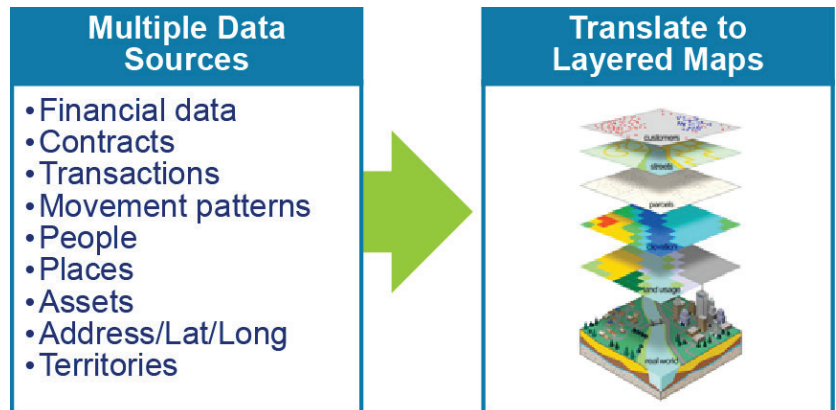 Multiple Data
Sources
•Financial data
•Contracts
•Transactions
•Movement patterns
•People
•Places
•Assets
•Address/Lat/Long
•Territories
Translate to
Layered Maps
customers
streets
parcels
elevation
land usage
real world